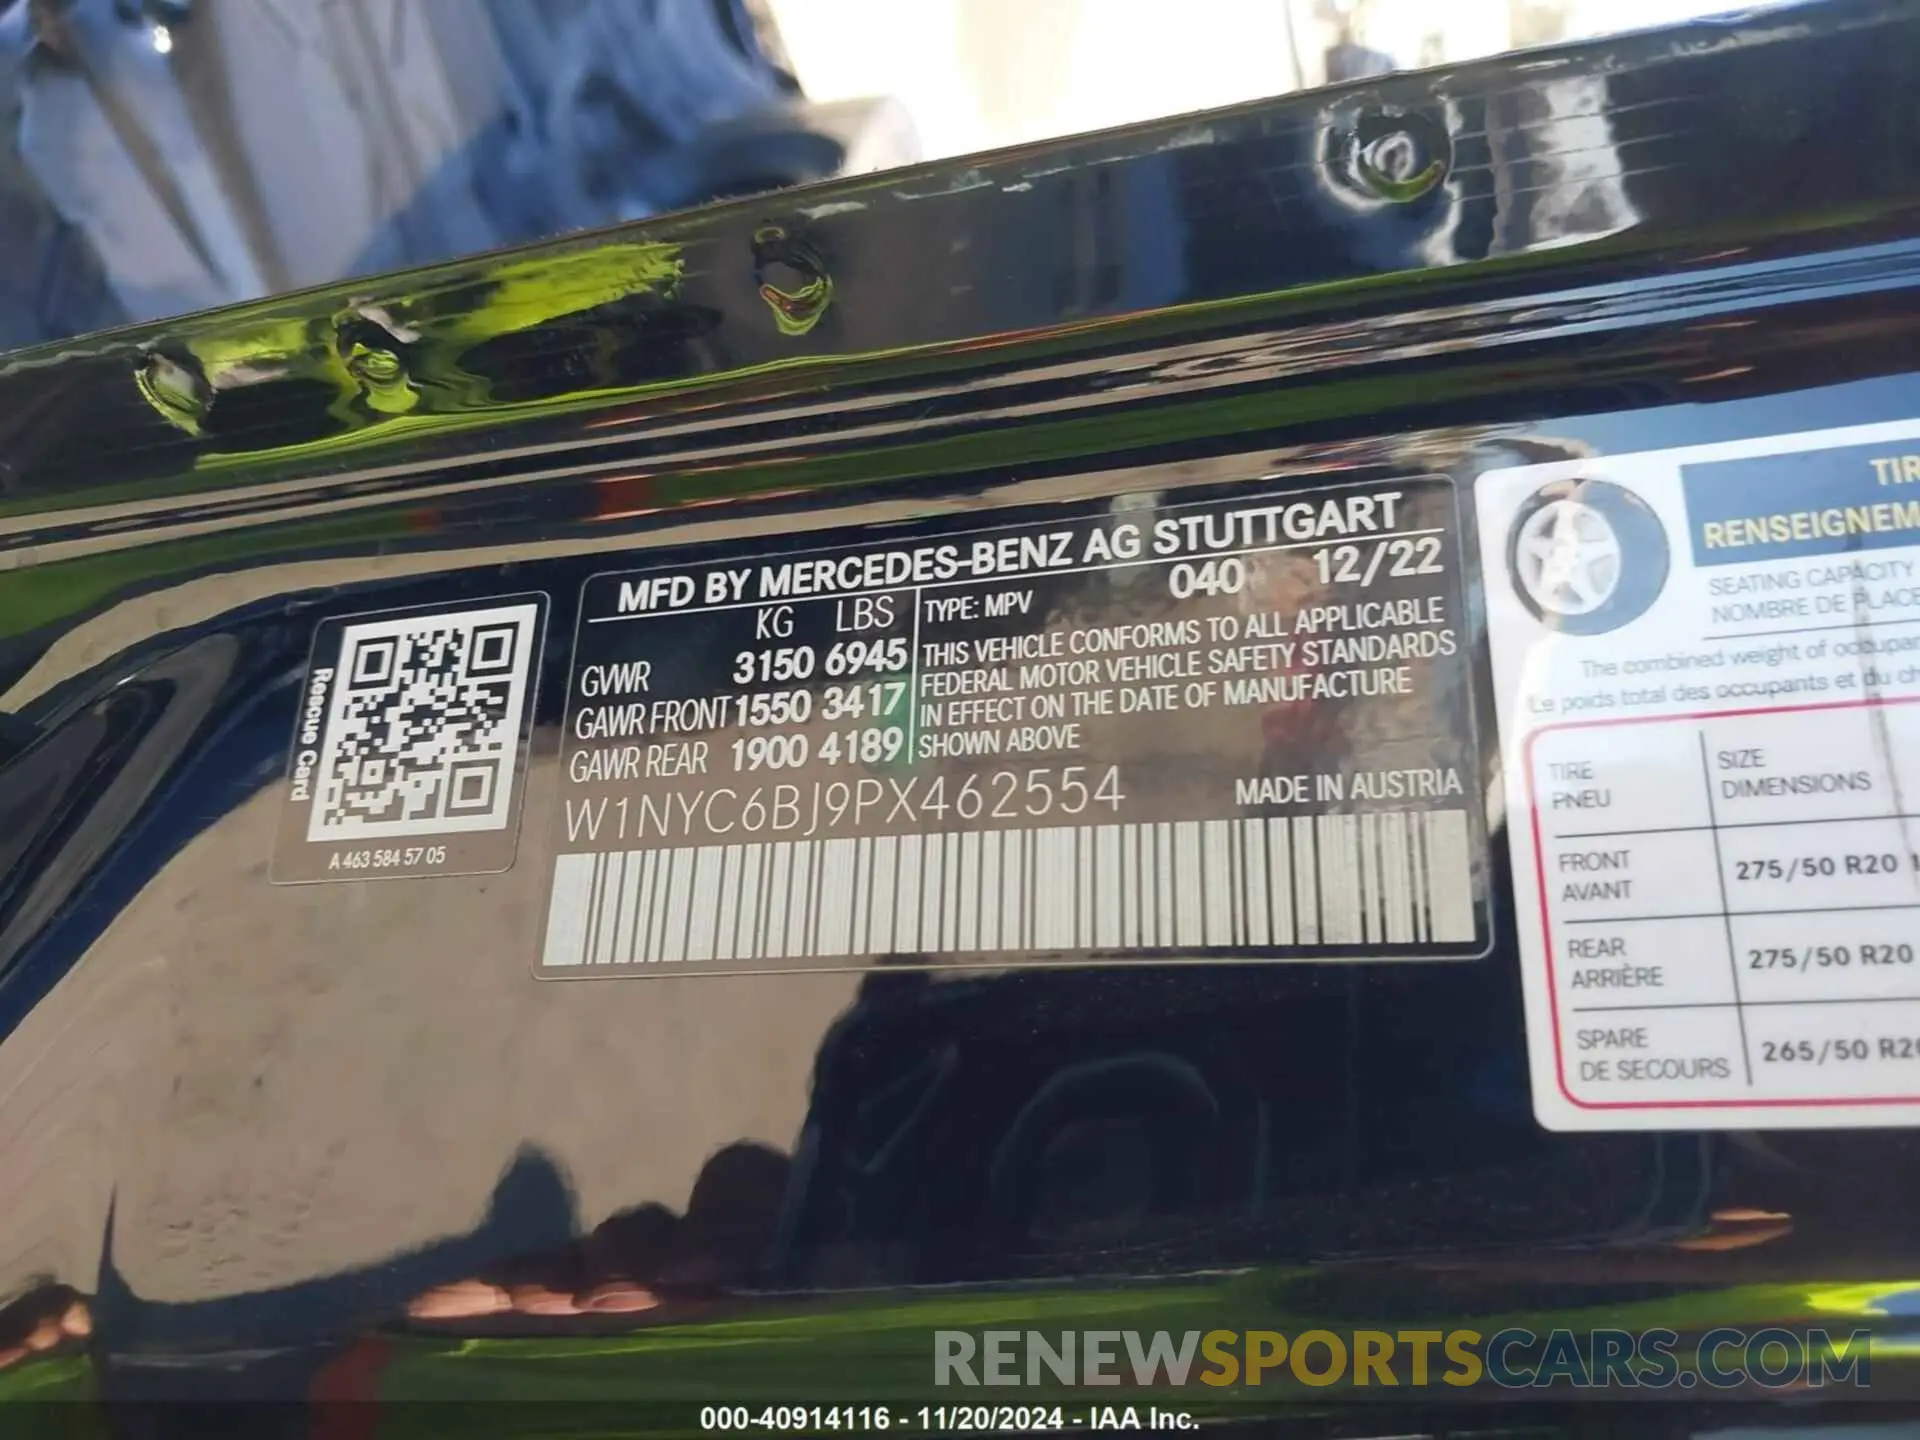 MFD BY MERCEDES-BENZ AG STUTTGART
040 12/22
KG LBS
GVWR 3150 6945
GAWR FRONT 1550 3417
GAWR REAR 1900 4189
TYPE: MPV
THIS VEHICLE CONFORMS TO ALL APPLICABLE
FEDERAL MOTOR VEHICLE SAFETY STANDARDS
IN EFFECT ON THE DATE OF MANUFACTURE
SHOWN ABOVE
W1NYC6BJ9PX462554
MADE IN AUSTRIA
Rescue Card
A 463 584 57 05
TIR
RENSEIGNEM
SEATING CAPACITY
NOMBRE DE PLACE
The combined weight of occupan
Le poids total des occupants et du ch
TIRE
PNEU
SIZE
DIMENSIONS
FRONT
AVANT
275/50 R20 1
REAR
ARRIÈRE
275/50 R20
SPARE
DE SECOURS
265/50 R20
RENEWSPORTSCARS.COM
000-40914116 - 11/20/2024 - IAA Inc.